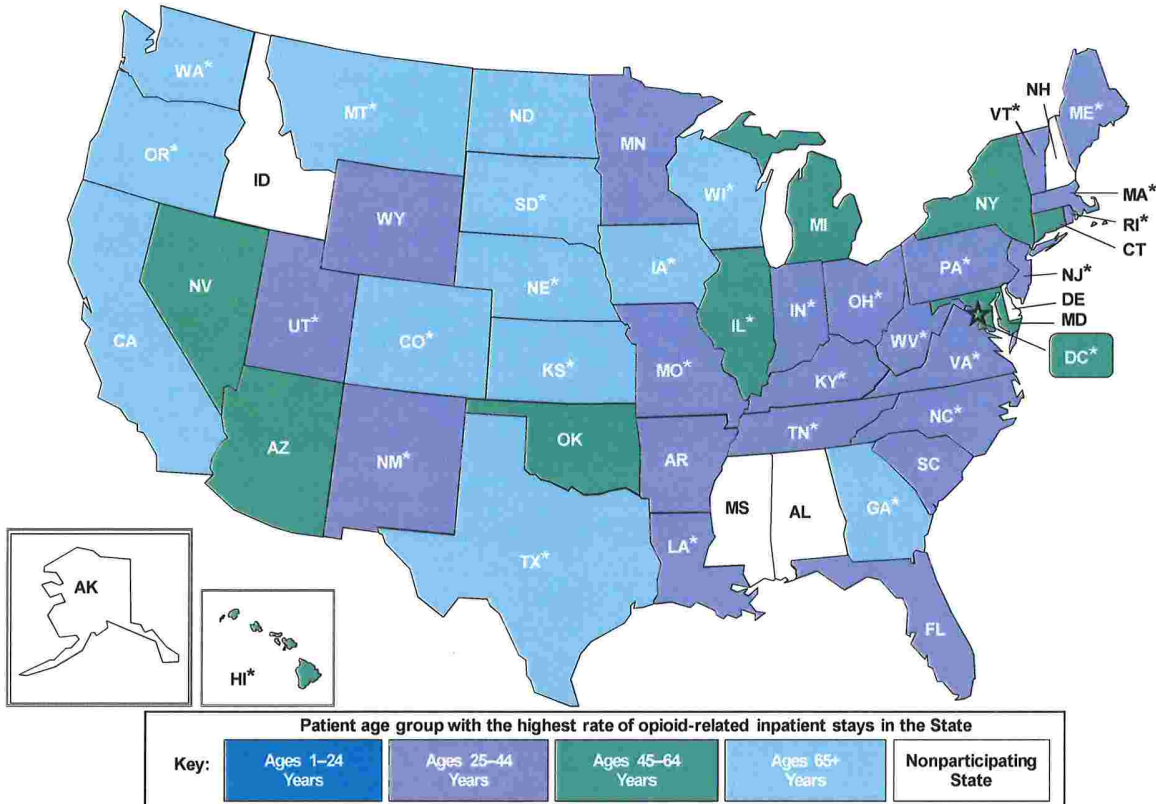 WA*
MT*
ND
MN
OR*
ID
WY
SD*
WI*
MI
NY
VT*
NH
ME*
MA*
RI*
CT
NV
UT*
CO*
NE*
IA*
IL*
IN*
OH*
PA*
NJ*
DE
MD
DC*
CA
KS*
MO*
KY*
WV*
VA*
AZ
NM*
OK
AR
TN*
NC*
SC
TX*
LA*
MS
AL
GA*
FL
AK
HI*
Patient age group with the highest rate of opioid-related inpatient stays in the State
Key:
Ages 1–24
Years
Ages 25–44
Years
Ages 45–64
Years
Ages 65+
Years
Nonparticipating
State